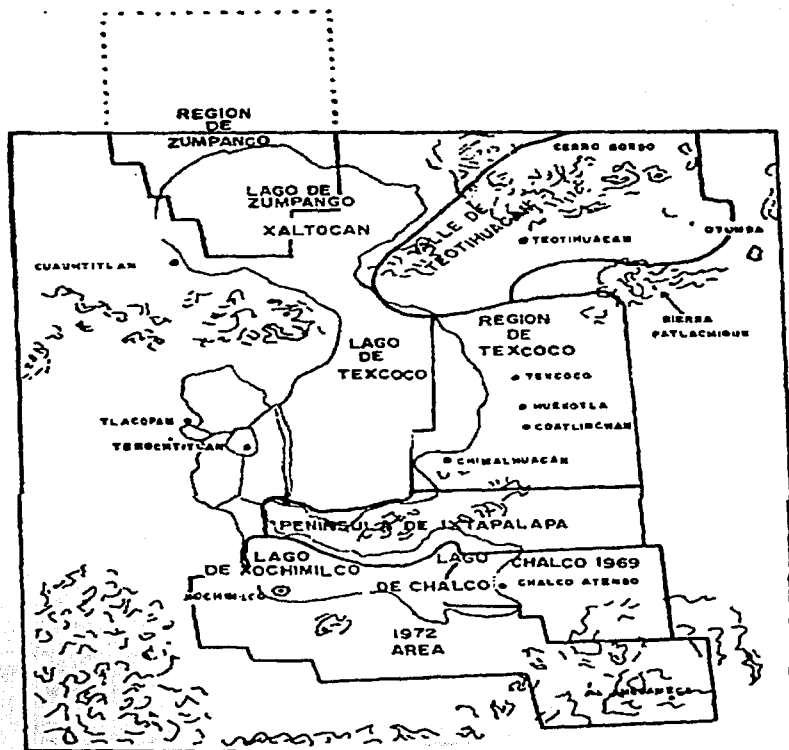 REGION
DE
ZUMPANGO
CERRO GORDO
LAGO DE
ZUMPANGO
XALTOCAN
VALLE DE
TEOTIHUACAN
TEOTIHUACAN
OTUMBA
CUAUHTITLAN
SIERRA
PATLACHIQUE
REGION
DE
TEXCOCO
LAGO
DE
TEXCOCO
TEXCOCO
HUEXOTLA
COATLINCHAN
TLACOPAN
TENOCHTITLAN
CHIMALHUACAN
PENINSULA DE IXTAPALAPA
LAGO
DE XOCHIMILCO
LAGO
DE CHALCO
CHALCO 1969
CHALCO ATENGO
XOCHIMILCO
1972
AREA